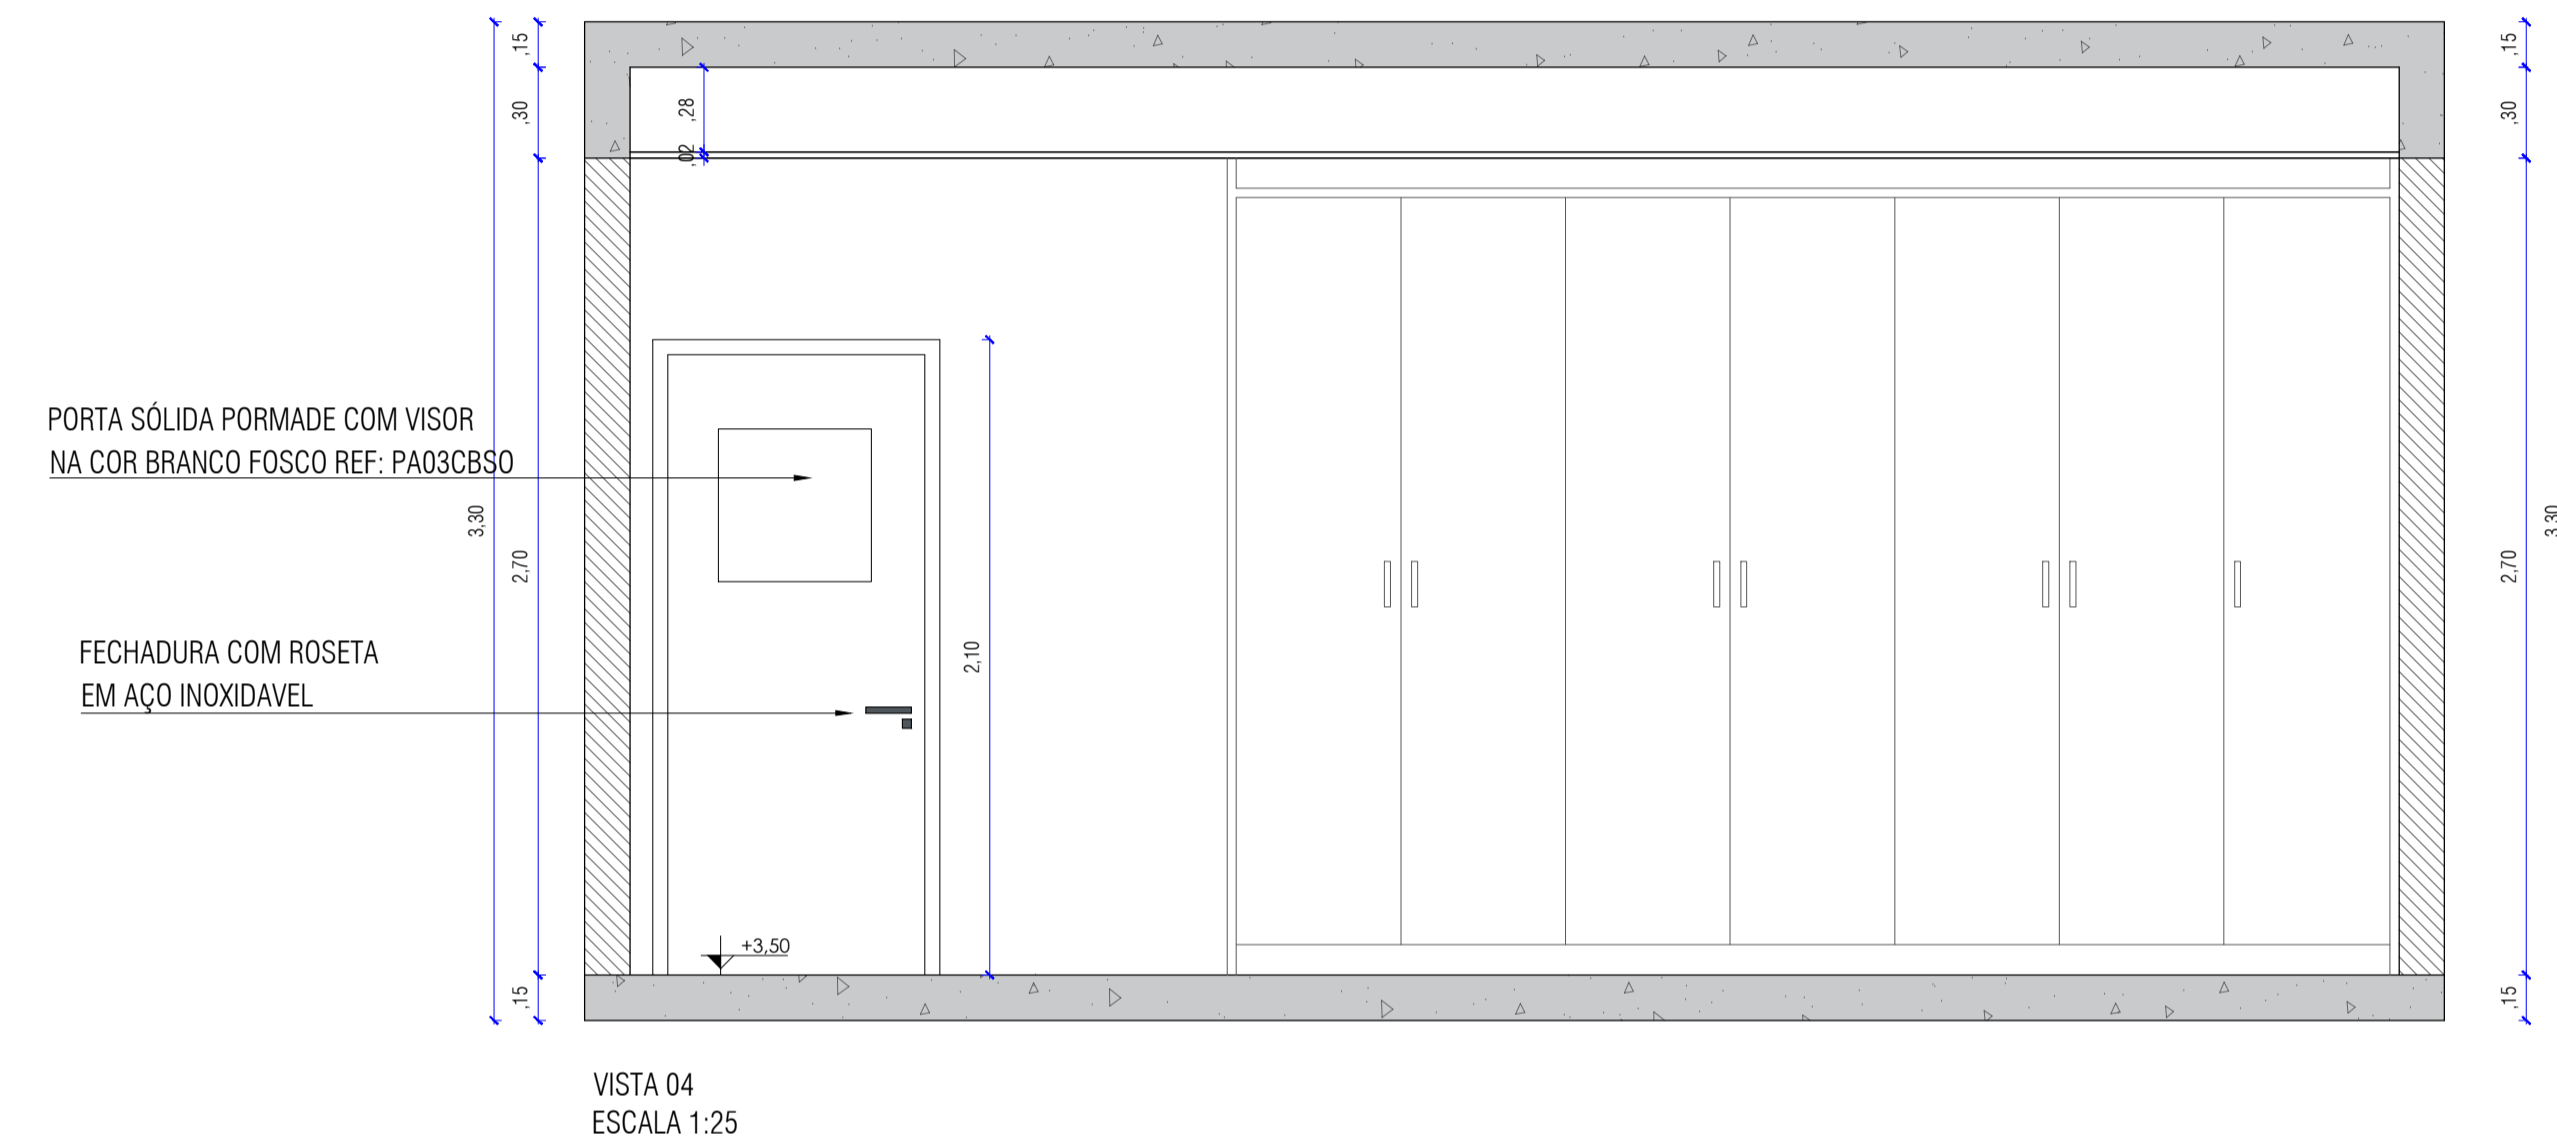 ,15
,15
,30
,28
,30
,02
PORTA SÓLIDA PORMADE COM VISOR
NA COR BRANCO FOSCO REF: PA03CBSO
3,30
3,30
2,70
2,70
FECHADURA COM ROSETA
EM AÇO INOXIDAVEL
2,10
+3,50
,15
,15
VISTA 04
ESCALA 1:25